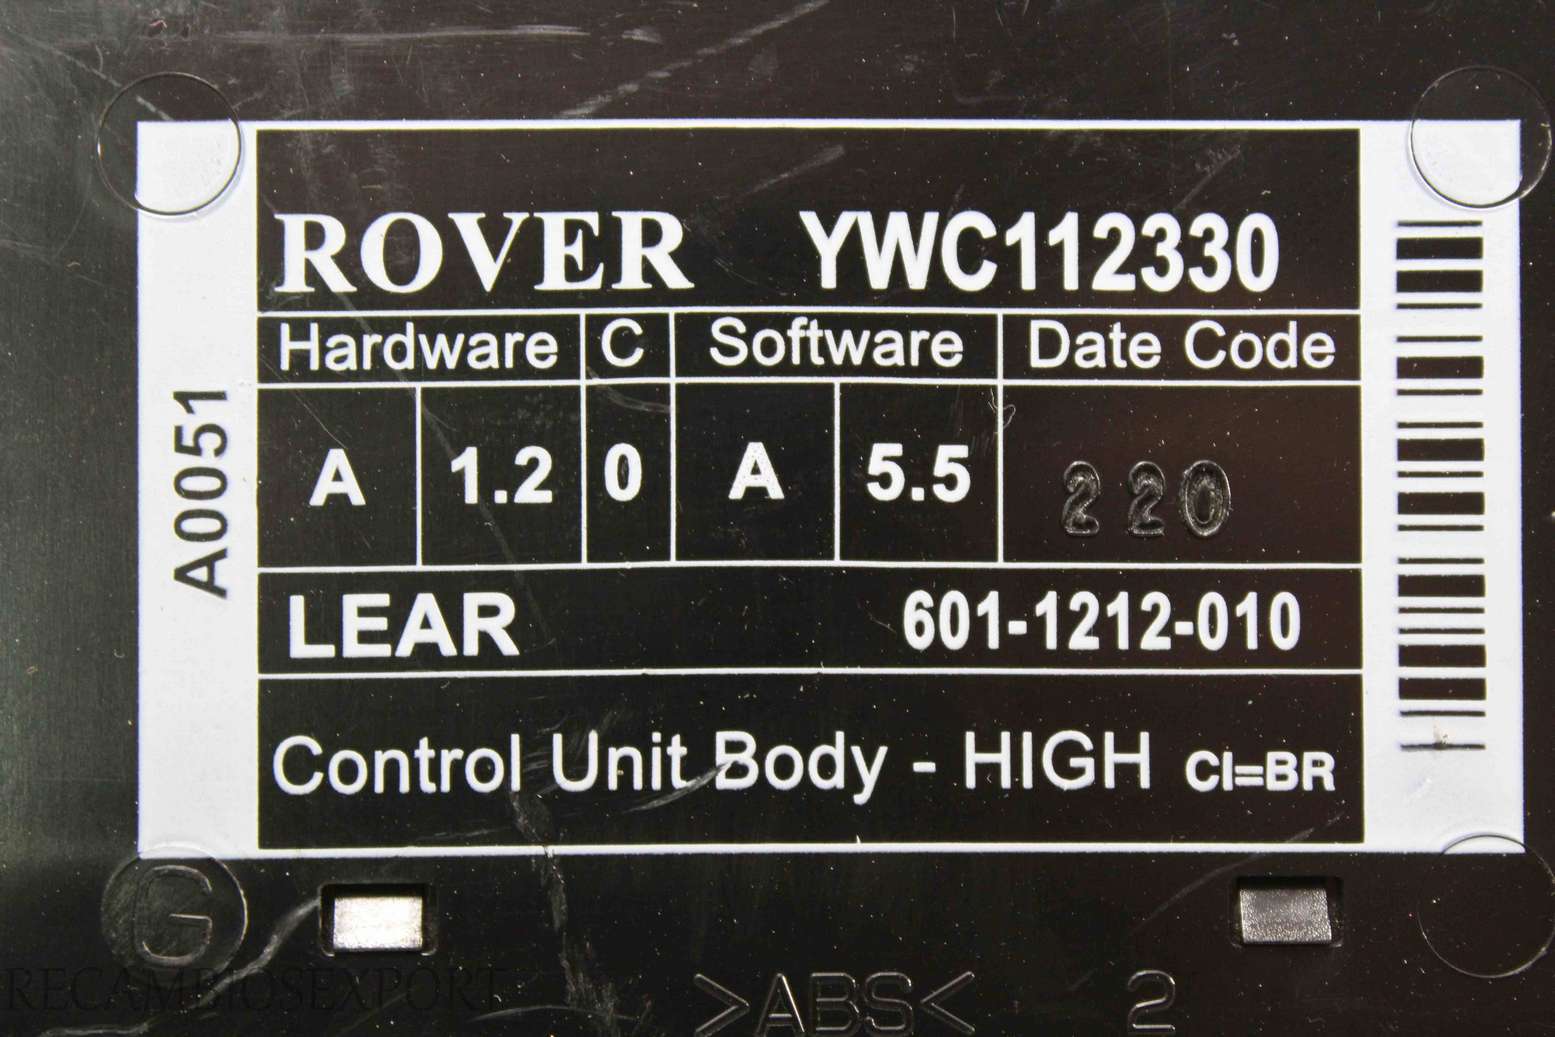 ROVER YWC112330
Hardware C Software Date Code
A 1.2 0 A 5.5 220
LEAR 601-1212-010
Control Unit Body - HIGH CI=BR
A0051
G
>ABS< 2
RECAMBIOSEXPORT